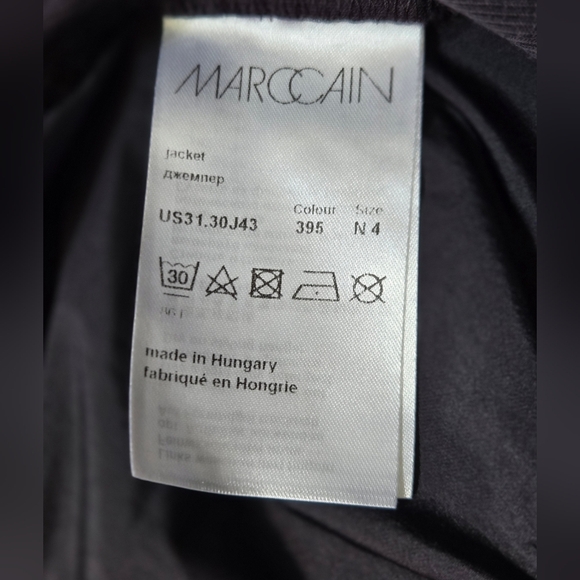 MARCCAIN
jacket
джемпер
Colour Size
US31.30J43 395 N 4
30
made in Hungary
fabriqué en Hongrie